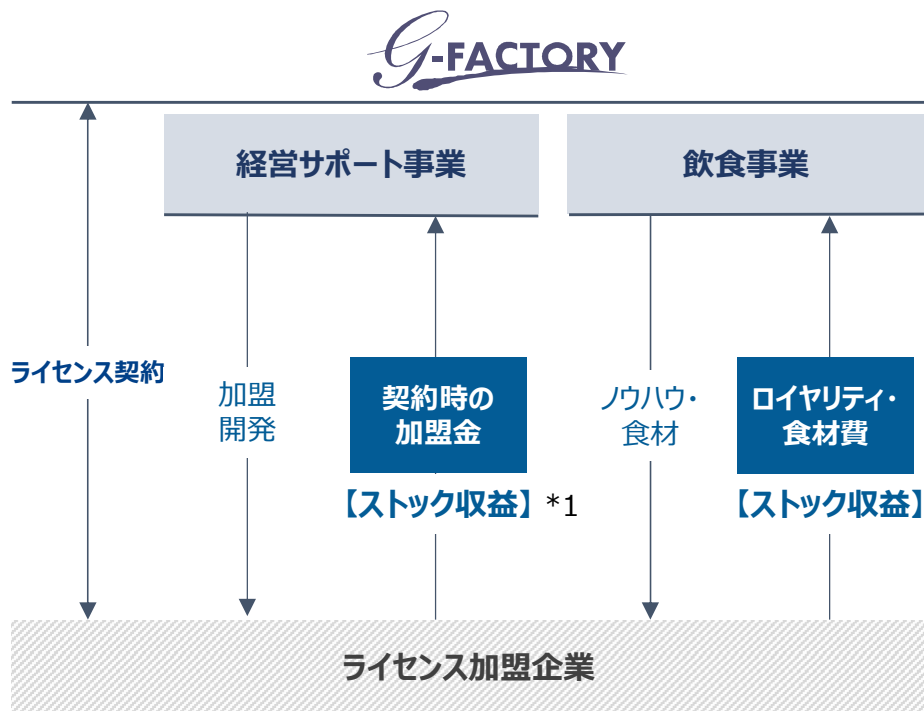 G-FACTORY
経営サポート事業
飲食事業
ライセンス契約
加盟
開発
契約時の
加盟金
【ストック収益】 *1
ノウハウ・
食材
ロイヤリティ・
食材費
【ストック収益】
ライセンス加盟企業